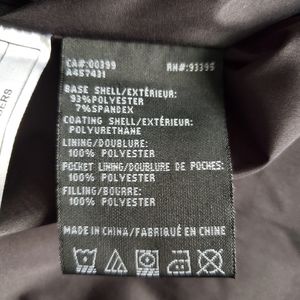 CA#:00399 RN#:93395
A457431
BASE SHELL/EXTÉRIEUR:
93%POLYESTER
7%SPANDEX
COATING SHELL/EXTÉRIEUR:
POLYURETHANE
LINING/DOUBLURE:
100% POLYESTER
POCKET LINING/DOUBLURE DE POCHES:
100% POLYESTER
FILLING/BOURRE:
100% POLYESTER
MADE IN CHINA/FABRIQUÉ EN CHINE